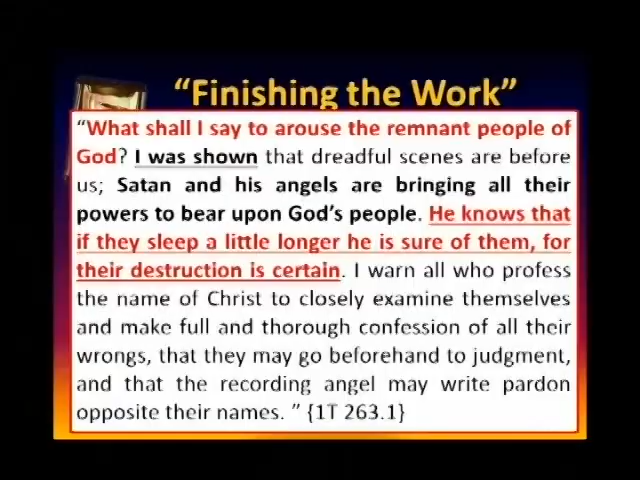 “Finishing the Work”
“What shall I say to arouse the remnant people of
God? I was shown that dreadful scenes are before
us; Satan and his angels are bringing all their
powers to bear upon God’s people. He knows that
if they sleep a little longer he is sure of them, for
their destruction is certain. I warn all who profess
the name of Christ to closely examine themselves
and make full and thorough confession of all their
wrongs, that they may go beforehand to judgment,
and that the recording angel may write pardon
opposite their names. ” {1T 263.1}